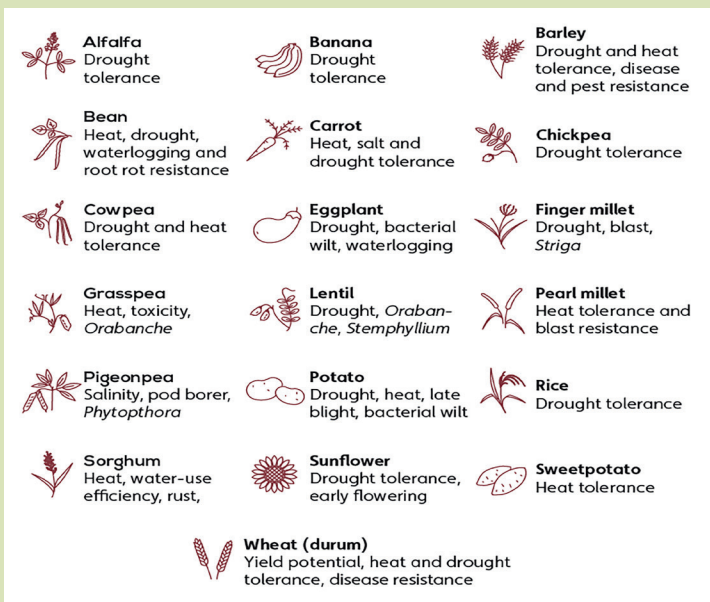 Alfalfa
Drought
tolerance
Banana
Drought
tolerance
Barley
Drought and heat
tolerance, disease
and pest resistance
Bean
Heat, drought,
waterlogging and
root rot resistance
Carrot
Heat, salt and
drought tolerance
Chickpea
Drought tolerance
Cowpea
Drought and heat
tolerance
Eggplant
Drought, bacterial
wilt, waterlogging
Finger millet
Drought, blast,
Striga
Grasspea
Heat, toxicity,
Orabanche
Lentil
Drought, Oraban-
che, Stemphyllium
Pearl millet
Heat tolerance and
blast resistance
Pigeonpea
Salinity, pod borer,
Phytopthora
Potato
Drought, heat, late
blight, bacterial wilt
Rice
Drought tolerance
Sorghum
Heat, water-use
efficiency, rust,
Sunflower
Drought tolerance,
early flowering
Sweetpotato
Heat tolerance
Wheat (durum)
Yield potential, heat and drought
tolerance, disease resistance